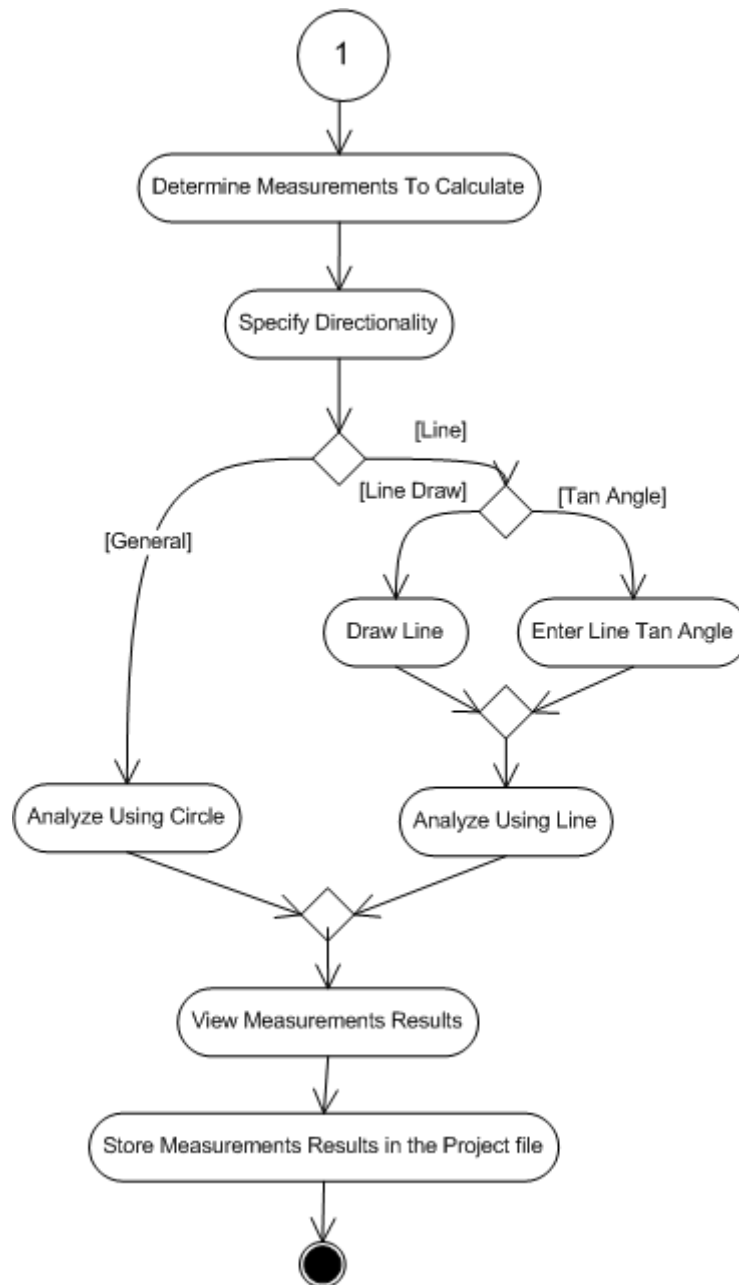 1
Determine Measurements To Calculate
Specify Directionality
[Line]
[Line Draw]
[Tan Angle]
[General]
Draw Line
Enter Line Tan Angle
Analyze Using Circle
Analyze Using Line
View Measurements Results
Store Measurements Results in the Project file